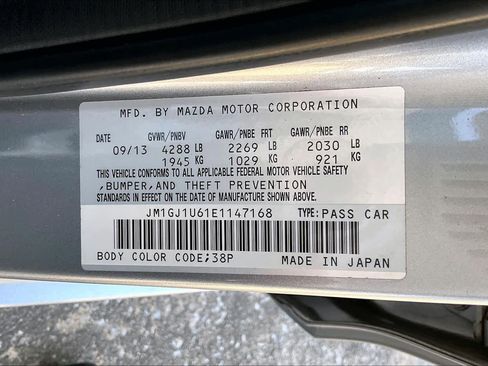 MFD. BY MAZDA MOTOR CORPORATION
DATE GVWR/PNBV GAWR/PNBE FRT GAWR/PNBE RR
09/13 4288 LB 2269 LB 2030 LB
1945 KG 1029 KG 921 KG
THIS VEHICLE CONFORMS TO ALL APPLICABLE FEDERAL MOTOR VEHICLE SAFETY
,BUMPER,AND THEFT PREVENTION
STANDARDS IN EFFECT ON THE DATE OF MANUFACTURE SHOWN ABOVE.
JM1GJ1U61E1147168 TYPE:PASS CAR
BODY COLOR CODE;38P MADE IN JAPAN